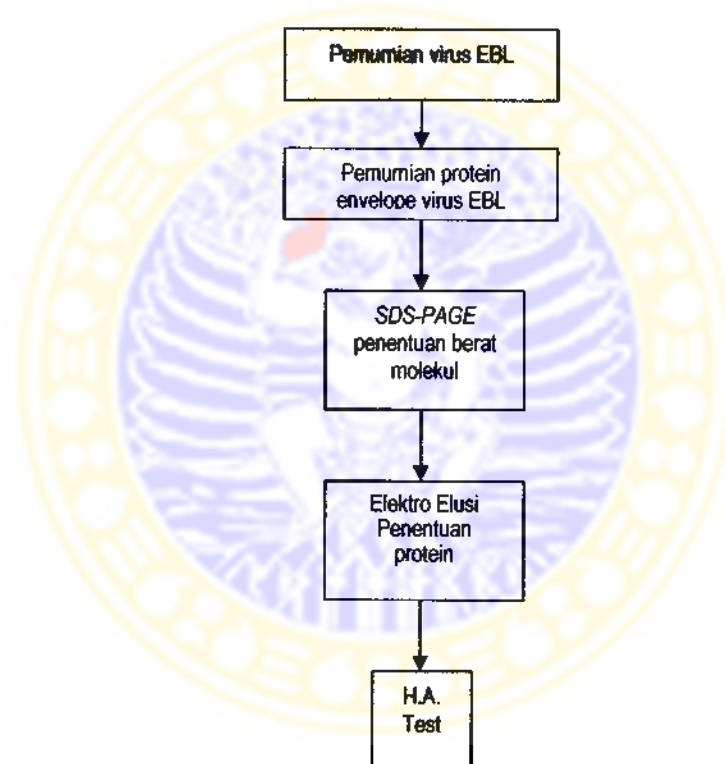 Pemurnian virus EBL
Pemurnian protein
envelope virus EBL
SDS-PAGE
penentuan berat
molekul
Elektro Elusi
Penentuan
protein
H.A.
Test